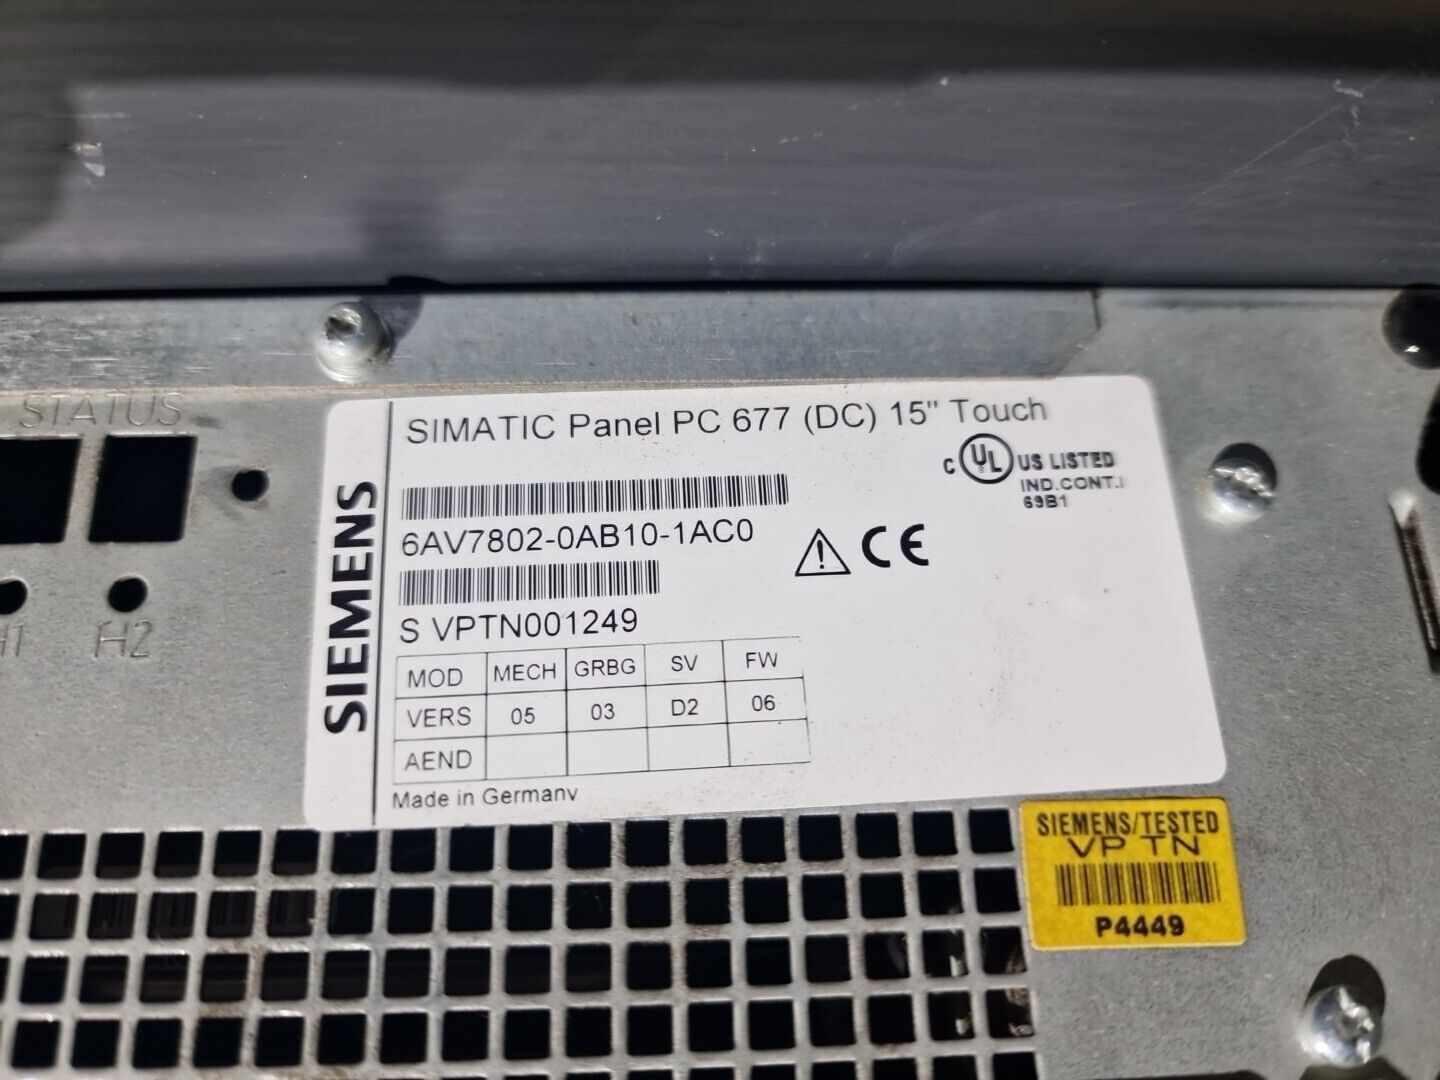 STATUS
H1
H2
SIEMENS
SIMATIC Panel PC 677 (DC) 15" Touch
C UL US LISTED
IND.CONT.
69B1
6AV7802-0AB10-1AC0
CE
S VPTN001249
MOD MECH GRBG SV FW
VERS 05 03 D2 06
AEND
Made in Germany
SIEMENS/TESTED
VP TN
P4449